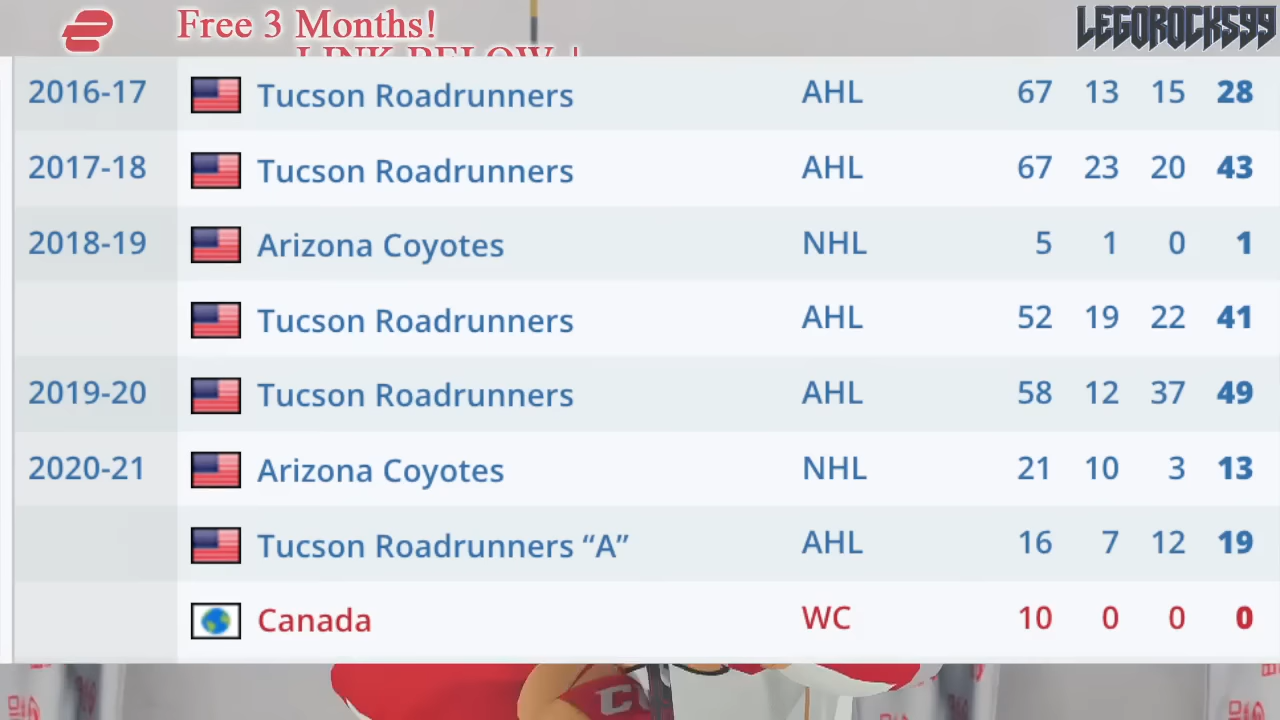 Free 3 Months!
LINK BELOW ↓
LEGOROCKS99
2016-17 Tucson Roadrunners AHL 67 13 15 28
2017-18 Tucson Roadrunners AHL 67 23 20 43
2018-19 Arizona Coyotes NHL 5 1 0 1
Tucson Roadrunners AHL 52 19 22 41
2019-20 Tucson Roadrunners AHL 58 12 37 49
2020-21 Arizona Coyotes NHL 21 10 3 13
Tucson Roadrunners “A” AHL 16 7 12 19
Canada WC 10 0 0 0